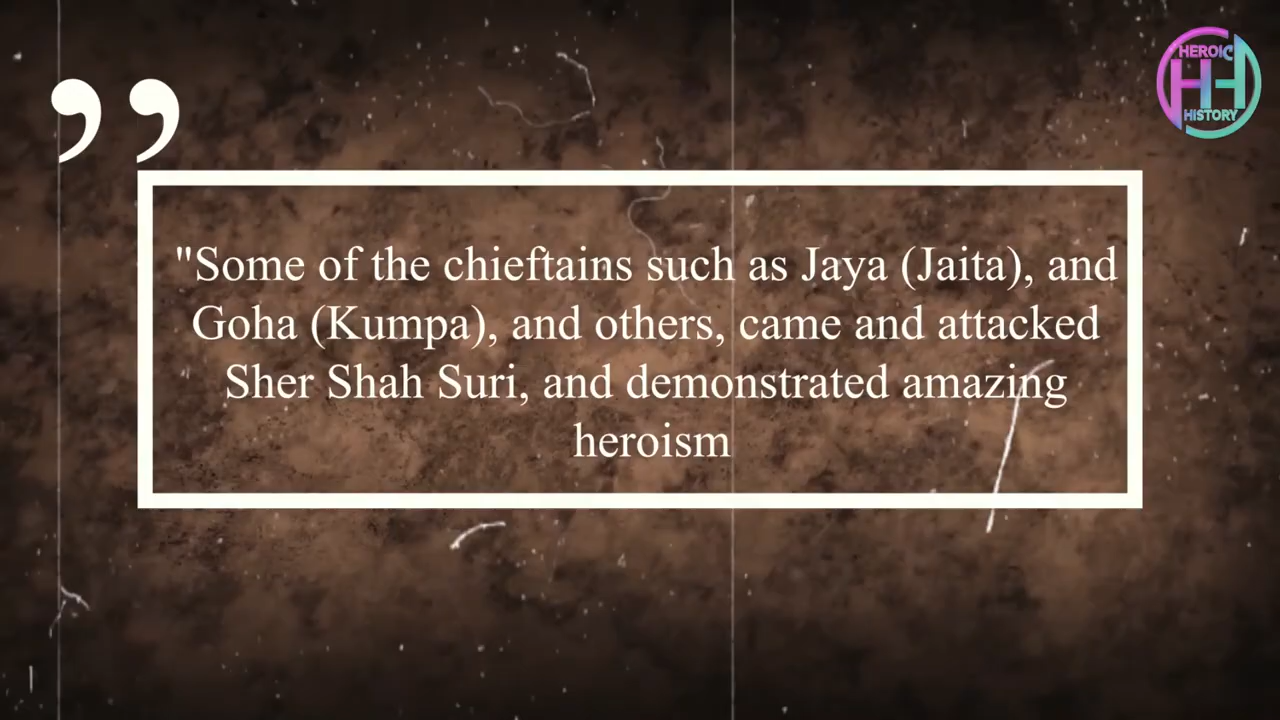 HEROIC
HH
HISTORY
”
"Some of the chieftains such as Jaya (Jaita), and
Goha (Kumpa), and others, came and attacked
Sher Shah Suri, and demonstrated amazing
heroism